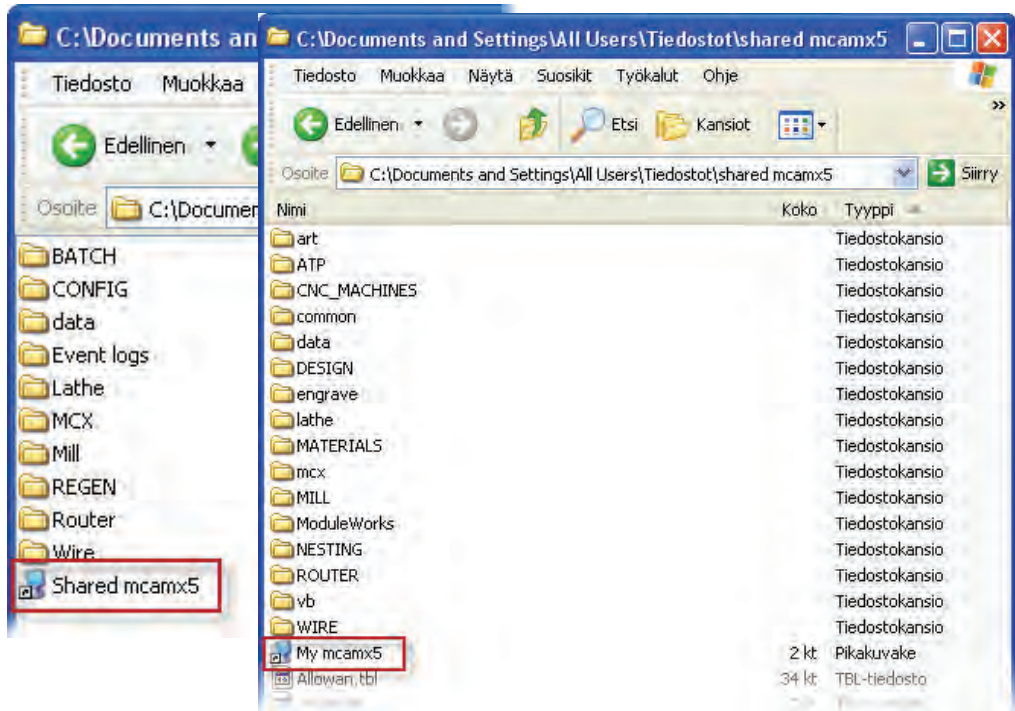 C:\Documents an
Tiedosto Muokkaa
Edellinen
Osoite C:\Documen
BATCH
CONFIG
data
Event logs
Lathe
MCX
Mill
REGEN
Router
Wire
Shared mcamx5
C:\Documents and Settings\All Users\Tiedostot\shared mcamx5
Tiedosto Muokkaa Näytä Suosikit Työkalut Ohje
Edellinen Etsi Kansiot
Osoite C:\Documents and Settings\All Users\Tiedostot\shared mcamx5 Siirry
Nimi Koko Tyyppi
art Tiedostokansio
ATP Tiedostokansio
CNC_MACHINES Tiedostokansio
common Tiedostokansio
data Tiedostokansio
DESIGN Tiedostokansio
engrave Tiedostokansio
lathe Tiedostokansio
MATERIALS Tiedostokansio
mcx Tiedostokansio
MILL Tiedostokansio
ModuleWorks Tiedostokansio
NESTING Tiedostokansio
ROUTER Tiedostokansio
vb Tiedostokansio
WIRE Tiedostokansio
My mcamx5 2 kt Pikakuvake
Allowan.tbl 34 kt TBL-tiedosto